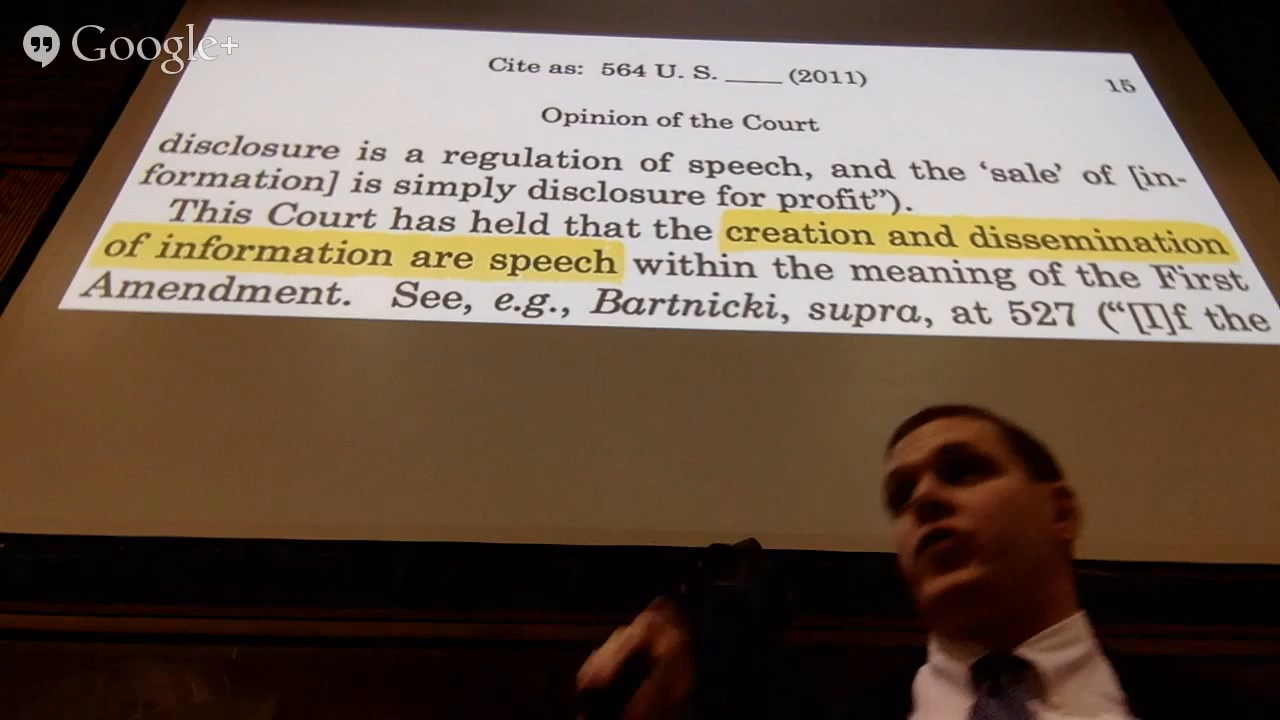 Google+
Cite as: 564 U. S. ____ (2011)
15
Opinion of the Court
disclosure is a regulation of speech, and the ‘sale’ of [in-
formation] is simply disclosure for profit”).
This Court has held that the creation and dissemination
of information are speech within the meaning of the First
Amendment. See, e.g., Bartnicki, supra, at 527 (“[I]f the